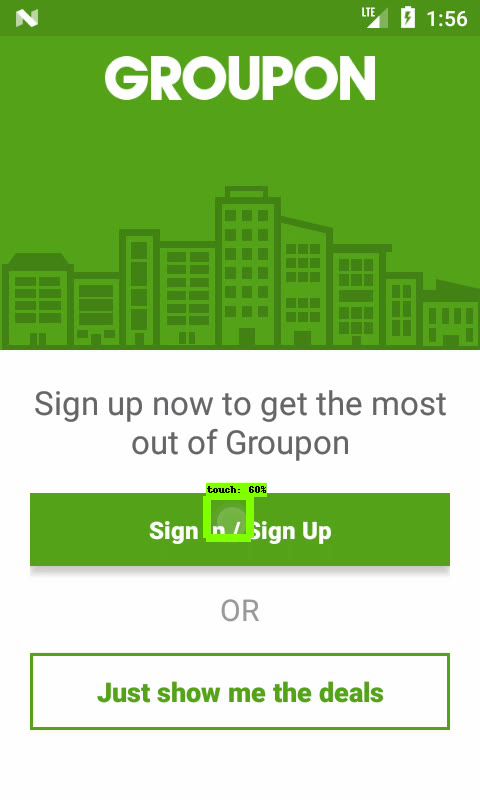 LTE 1:56
GROUPON
Sign up now to get the most
out of Groupon
touch: 60%
Sign In / Sign Up
OR
Just show me the deals